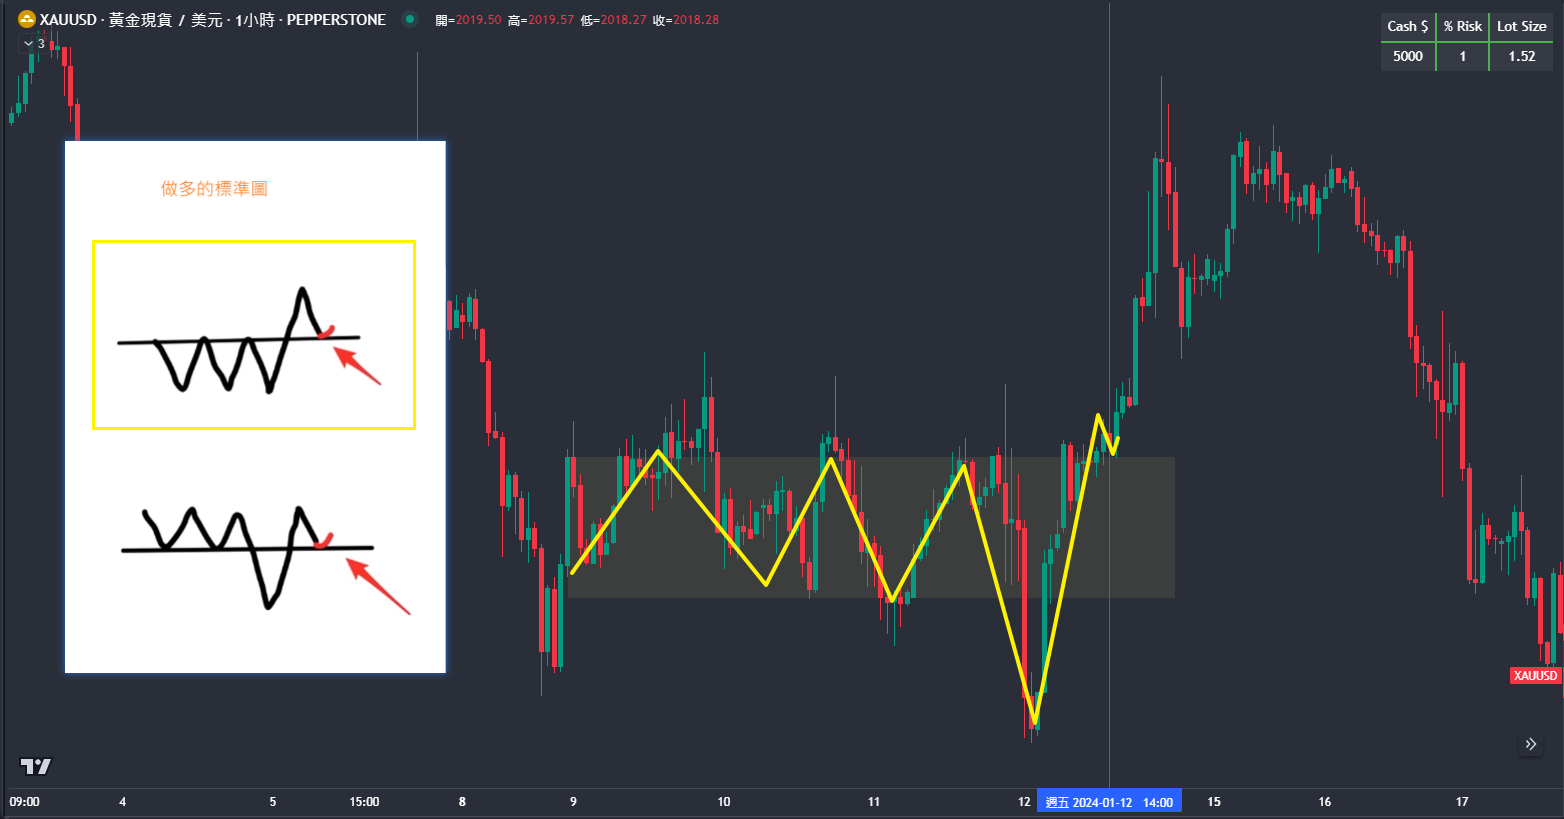 XAUUSD · 黃金現貨 / 美元 · 1小時 · PEPPERSTONE 開=2019.50 高=2019.57 低=2018.27 收=2018.28
3
Cash $ % Risk Lot Size
5000 1 1.52
做多的標準圖
XAUUSD
09:00 4 5 15:00 8 9 10 11 12 週五 2024-01-12 14:00 15 16 17